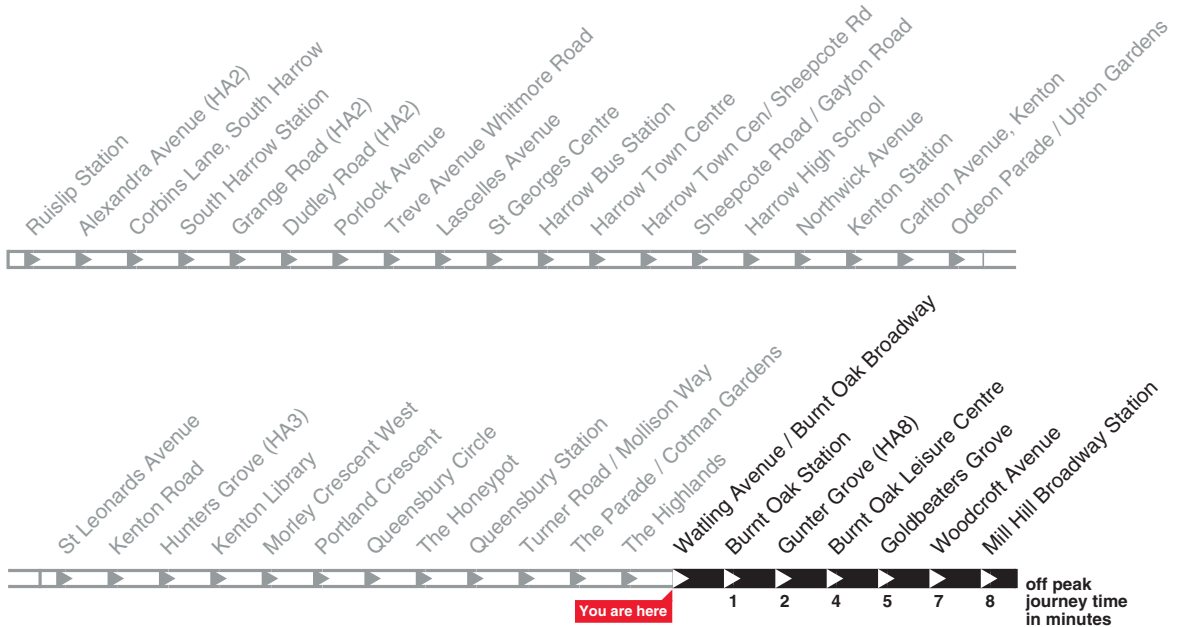 Ruislip Station
Alexandra Avenue (HA2)
Corbins Lane, South Harrow
South Harrow Station
Grange Road (HA2)
Dudley Road (HA2)
Porlock Avenue
Treve Avenue Whitmore Road
Lascelles Avenue
St Georges Centre
Harrow Bus Station
Harrow Town Centre
Harrow Town Cen/ Sheepcote Rd
Sheepcote Road / Gayton Road
Harrow High School
Northwick Avenue
Kenton Station
Carlton Avenue, Kenton
Odeon Parade / Upton Gardens
St Leonards Avenue
Kenton Road
Hunters Grove (HA3)
Kenton Library
Morley Crescent West
Portland Crescent
Queensbury Circle
The Honeypot
Queensbury Station
Turner Road / Mollison Way
The Parade / Cotman Gardens
The Highlands
Watling Avenue / Burnt Oak Broadway
Burnt Oak Station
Gunter Grove (HA8)
Burnt Oak Leisure Centre
Goldbeaters Grove
Woodcroft Avenue
Mill Hill Broadway Station
You are here
1 2 4 5 7 8
off peak
journey time
in minutes